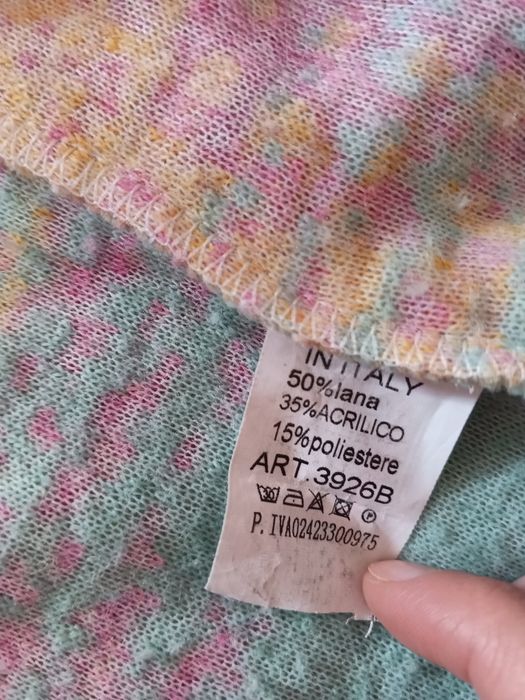 IN ITALY
50%lana
35%ACRILICO
15%poliestere
ART.3926B
P. IVA02423300975